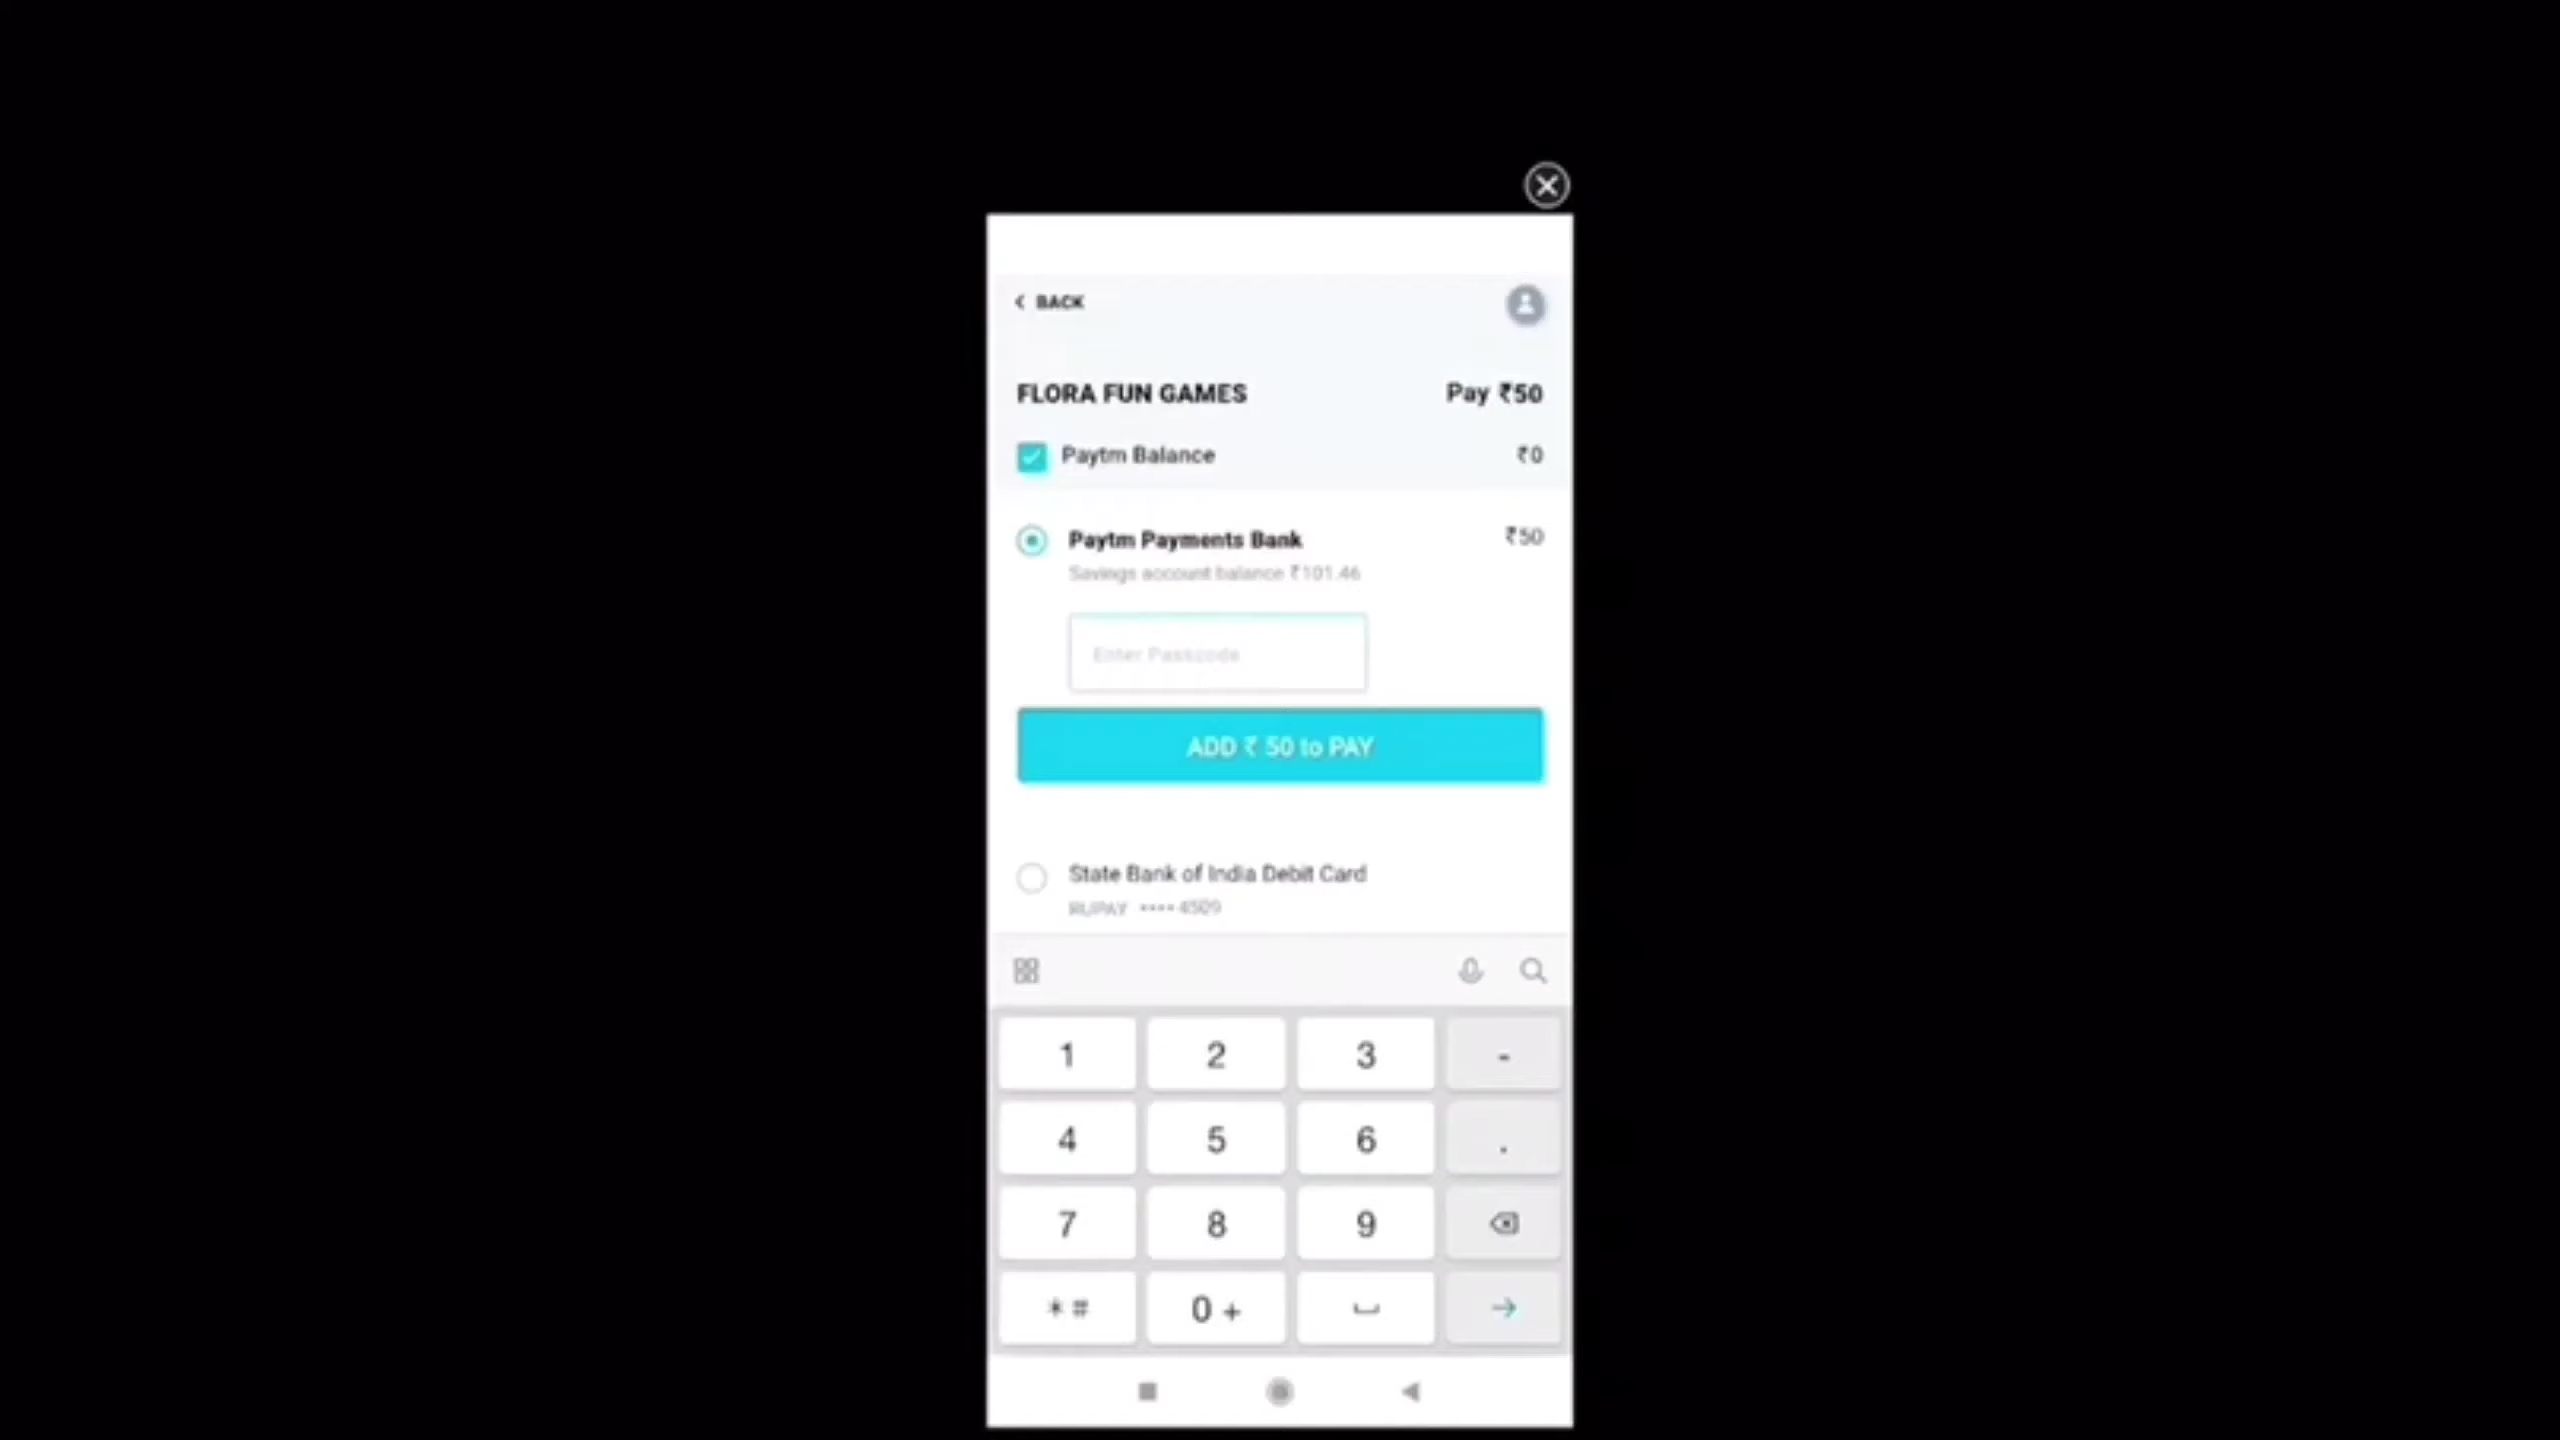 < BACK
FLORA FUN GAMES Pay ₹50
Paytm Balance ₹0
Paytm Payments Bank ₹50
Savings account balance ₹101.46
Enter Passcode
ADD ₹ 50 to PAY
State Bank of India Debit Card
RUPAY •••• 4509
1 2 3 -
4 5 6 .
7 8 9
* # 0 +